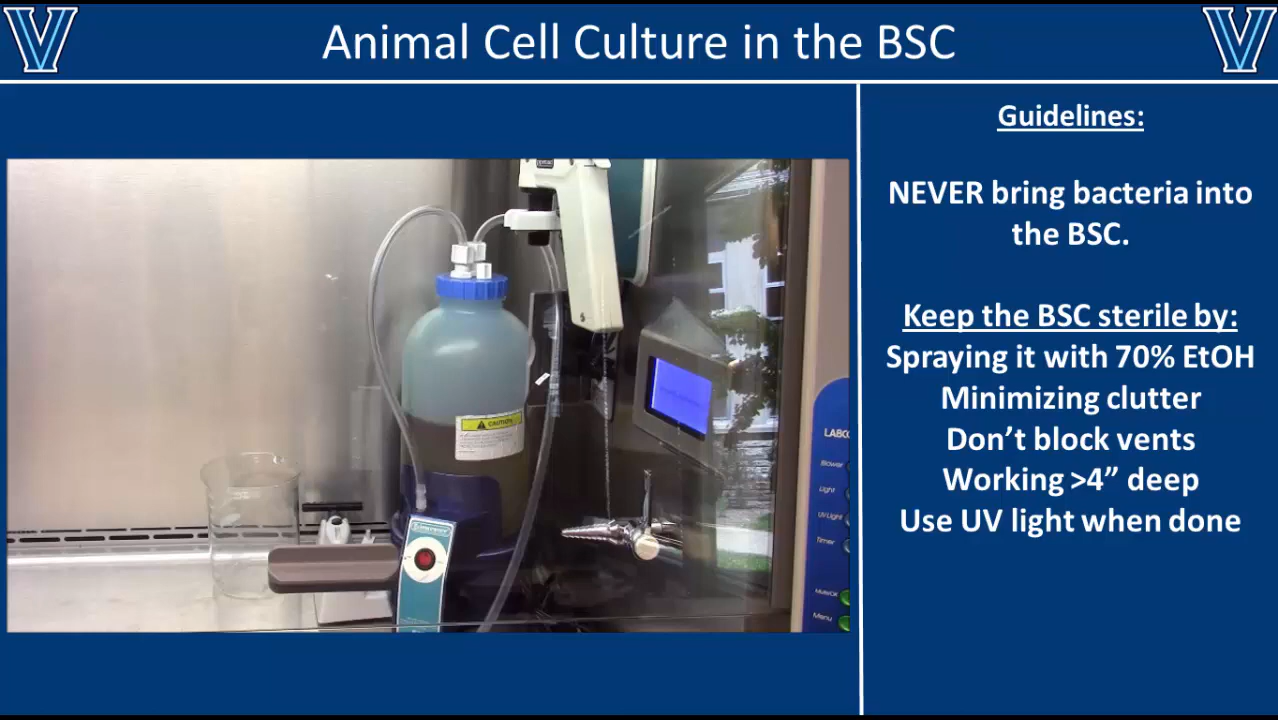 Animal Cell Culture in the BSC
Guidelines:
NEVER bring bacteria into
the BSC.
Keep the BSC sterile by:
Spraying it with 70% EtOH
Minimizing clutter
Don’t block vents
Working >4” deep
Use UV light when done
CAUTION
LABCO
Blower
Light
UV Light
Timer
Menu